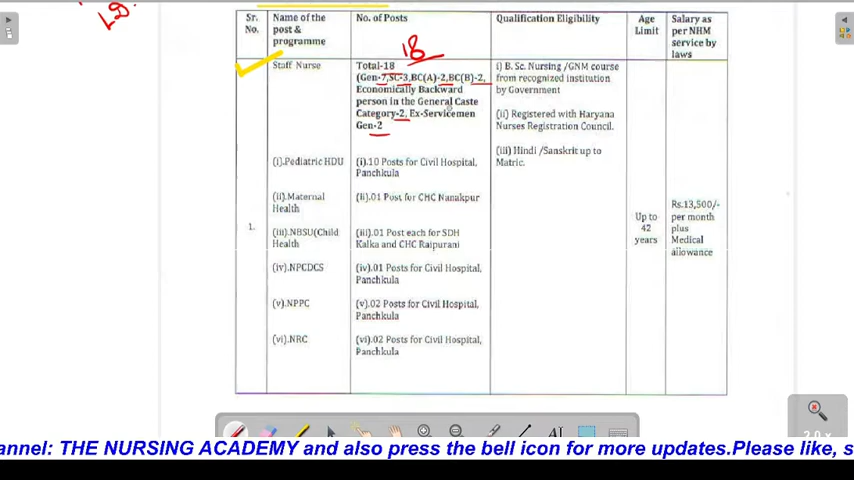 Sr. No.
Name of the post & programme
No. of Posts
Qualification Eligibility
Age Limit
Salary as per NHM service by laws
18
1.
Staff Nurse
Total-18
(Gen-7,SC-3,BC(A)-2,BC(B)-2,
Economically Backward
person in the General Caste
Category-2, Ex-Servicemen
Gen-2
i) B. Sc. Nursing /GNM course
from recognized institution
by Government
(ii) Registered with Haryana
Nurses Registration Council.
(iii) Hindi /Sanskrit up to
Matric.
Up to
42
years
Rs.13,500/-
per month
plus
Medical
allowance
(i).Pediatric HDU
(i).10 Posts for Civil Hospital,
Panchkula
(ii).Maternal
Health
(ii).01 Post for CHC Nanakpur
(iii).NBSU(Child
Health
(iii).01 Post each for SDH
Kalka and CHC Raipurani
(iv).NPCDCS
(iv).01 Posts for Civil Hospital,
Panchkula
(v).NPPC
(v).02 Posts for Civil Hospital,
Panchkula
(vi).NRC
(vi).02 Posts for Civil Hospital,
Panchkula
2.0 x
annel: THE NURSING ACADEMY and also press the bell icon for more updates.Please like, s